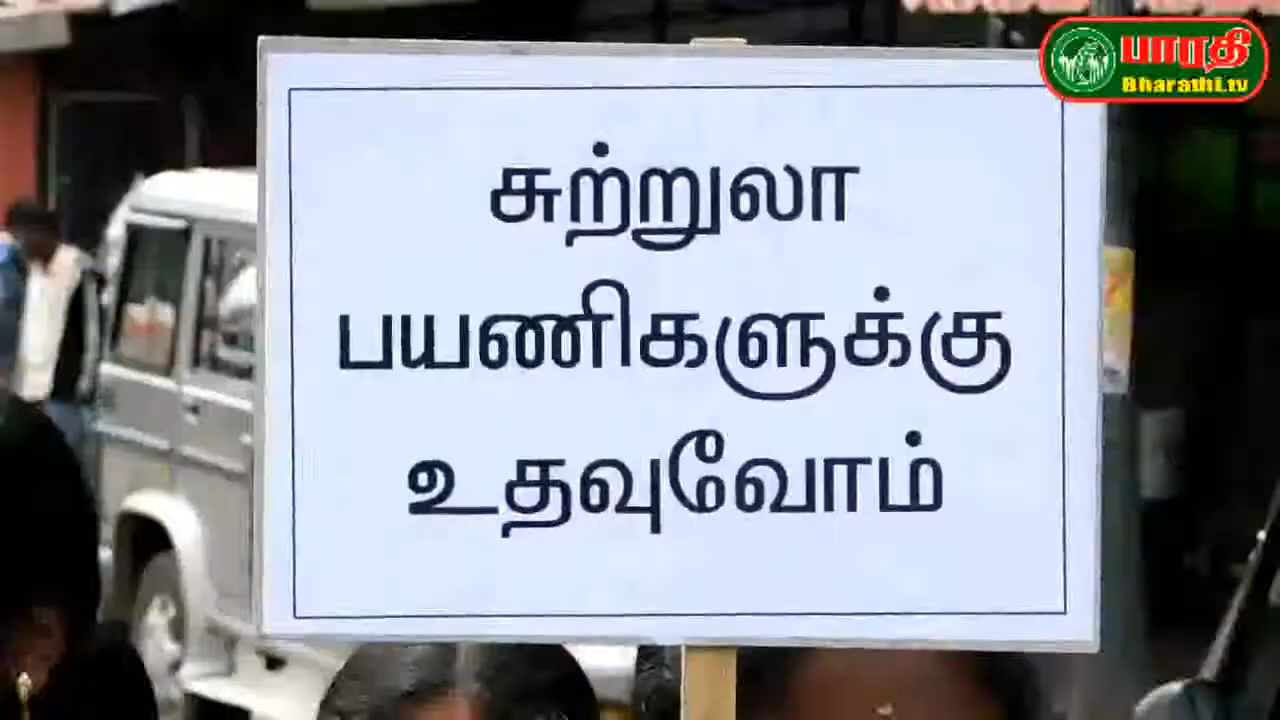 பாரதி
Bharathi.tv
சுற்றுலா
பயணிகளுக்கு
உதவுவோம்